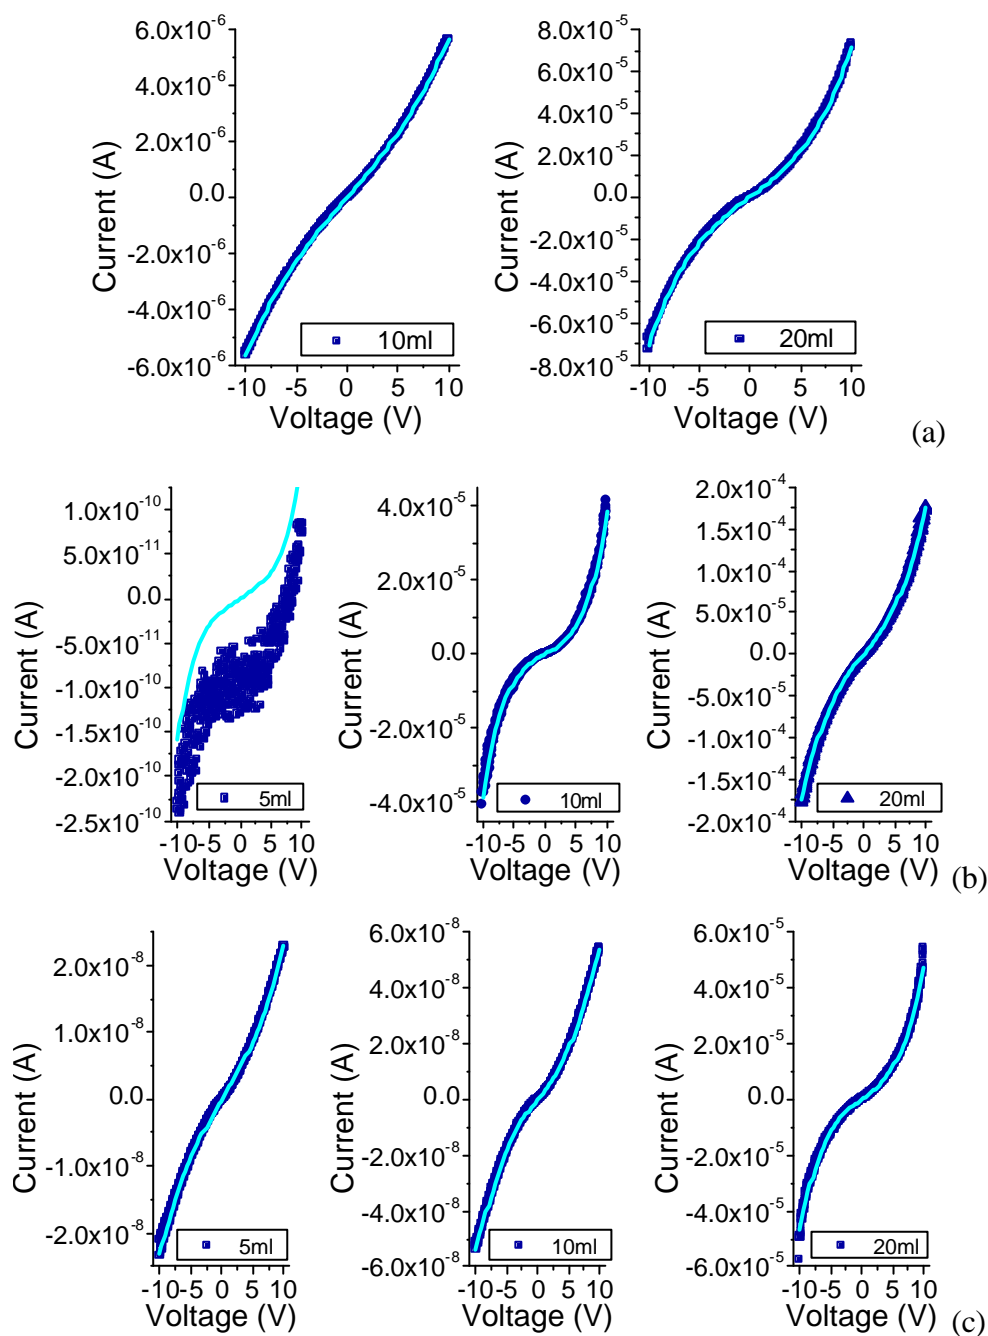 6.0x10⁻⁶
4.0x10⁻⁶
2.0x10⁻⁶
0.0
-2.0x10⁻⁶
-4.0x10⁻⁶
-6.0x10⁻⁶
Current (A)
10ml
-10 -5 0 5 10
Voltage (V)
8.0x10⁻⁵
6.0x10⁻⁵
4.0x10⁻⁵
2.0x10⁻⁵
0.0
-2.0x10⁻⁵
-4.0x10⁻⁵
-6.0x10⁻⁵
-8.0x10⁻⁵
Current (A)
20ml
-10 -5 0 5 10
Voltage (V)
(a)
1.0x10⁻¹⁰
5.0x10⁻¹¹
0.0
-5.0x10⁻¹¹
-1.0x10⁻¹⁰
-1.5x10⁻¹⁰
-2.0x10⁻¹⁰
-2.5x10⁻¹⁰
Current (A)
5ml
-10 -5 0 5 10
Voltage (V)
4.0x10⁻⁵
2.0x10⁻⁵
0.0
-2.0x10⁻⁵
-4.0x10⁻⁵
Current (A)
10ml
-10 -5 0 5 10
Voltage (V)
2.0x10⁻⁴
1.5x10⁻⁴
1.0x10⁻⁴
5.0x10⁻⁵
0.0
-5.0x10⁻⁵
-1.0x10⁻⁴
-1.5x10⁻⁴
-2.0x10⁻⁴
Current (A)
20ml
-10 -5 0 5 10
Voltage (V)
(b)
2.0x10⁻⁸
1.0x10⁻⁸
0.0
-1.0x10⁻⁸
-2.0x10⁻⁸
Current (A)
5ml
-10 -5 0 5 10
Voltage (V)
6.0x10⁻⁸
4.0x10⁻⁸
2.0x10⁻⁸
0.0
-2.0x10⁻⁸
-4.0x10⁻⁸
-6.0x10⁻⁸
Current (A)
10ml
-10 -5 0 5 10
Voltage (V)
6.0x10⁻⁵
4.0x10⁻⁵
2.0x10⁻⁵
0.0
-2.0x10⁻⁵
-4.0x10⁻⁵
-6.0x10⁻⁵
Current (A)
20ml
-10 -5 0 5 10
Voltage (V)
(c)